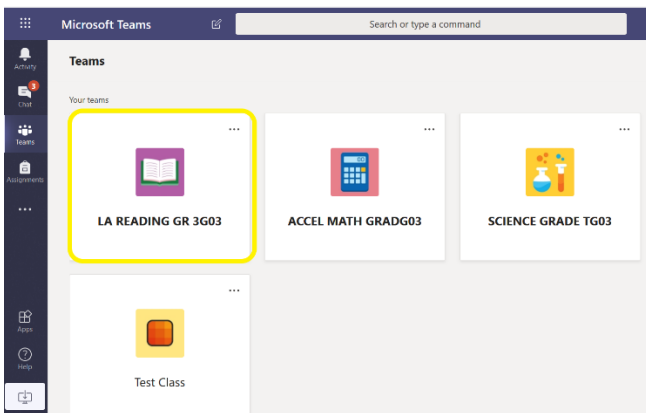 Microsoft Teams
Search or type a command
Activity
3
Chat
Teams
Assignments
Apps
Help
Teams
Your teams
LA READING GR 3G03
ACCEL MATH GRADG03
SCIENCE GRADE TG03
Test Class